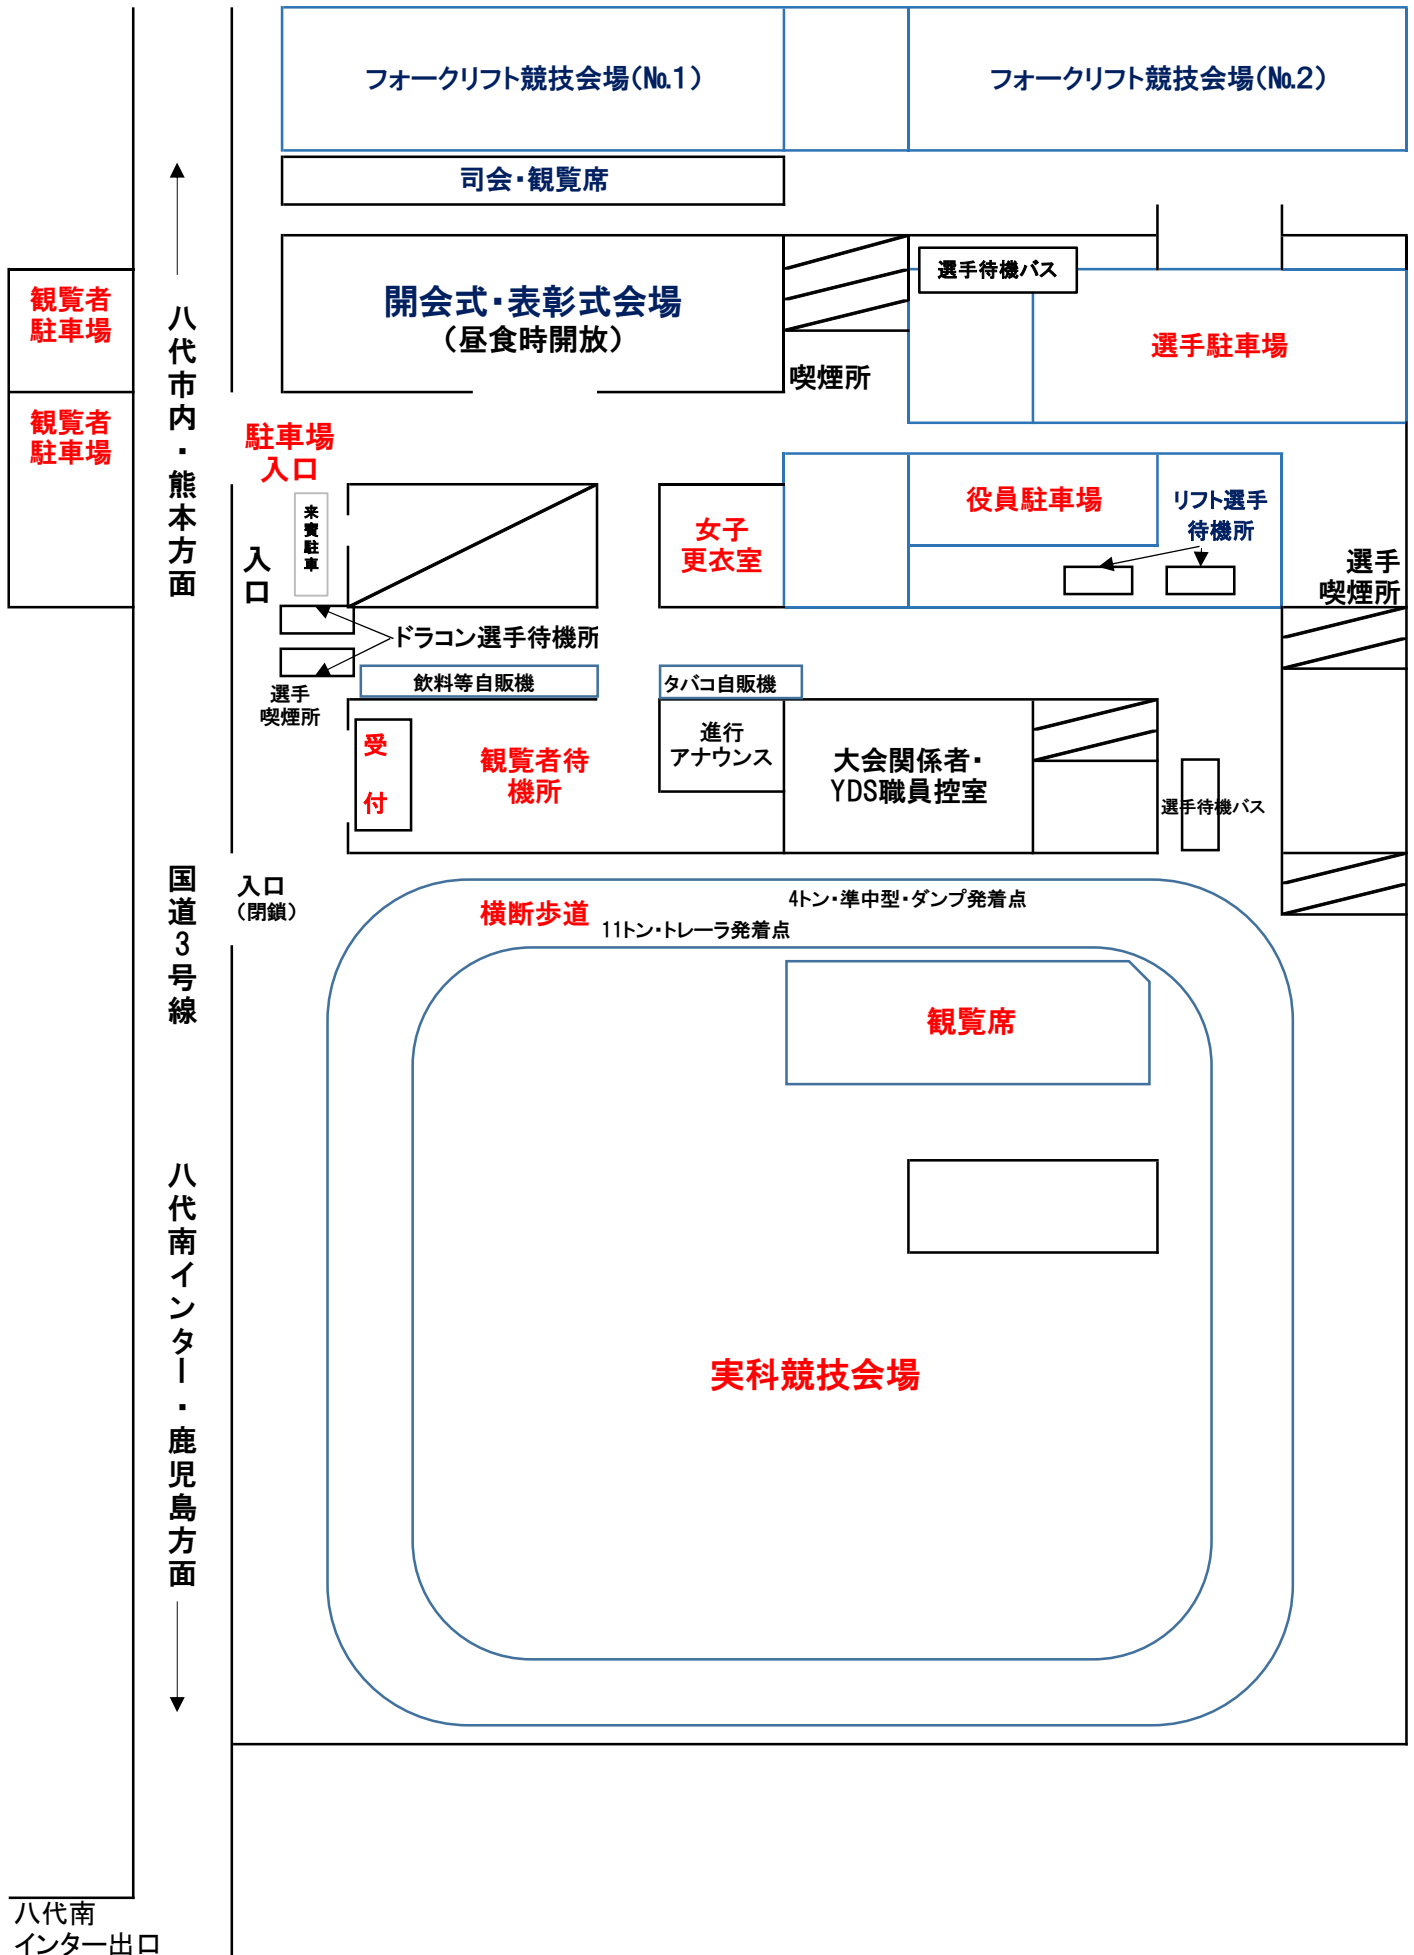 フォークリフト競技会場(№1)
フォークリフト競技会場(№2)
司会・観覧席
選手待機バス
観覧者
駐車場
開会式・表彰式会場
(昼食時開放)
選手駐車場
喫煙所
観覧者
駐車場
八代市内・熊本方面
駐車場
入口
来賓駐車
入口
女子
更衣室
役員駐車場
リフト選手
待機所
選手
喫煙所
ドラコン選手待機所
飲料等自販機
タバコ自販機
選手
喫煙所
受付
観覧者待
機所
進行
アナウンス
大会関係者・
YDS職員控室
選手待機バス
国道3号線
入口
(閉鎖)
横断歩道
4トン・準中型・ダンプ発着点
11トン・トレーラ発着点
観覧席
八代南インター・鹿児島方面
実科競技会場
八代南
インター出口